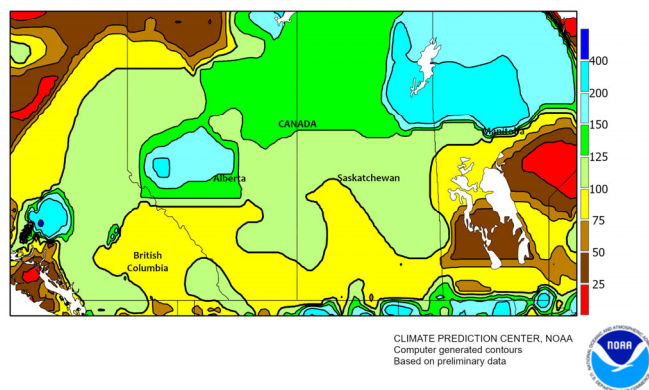 CANADA
Manitoba
Alberta
Saskatchewan
British
Columbia
400
200
150
125
100
75
50
25
CLIMATE PREDICTION CENTER, NOAA
Computer generated contours
Based on preliminary data
NOAA